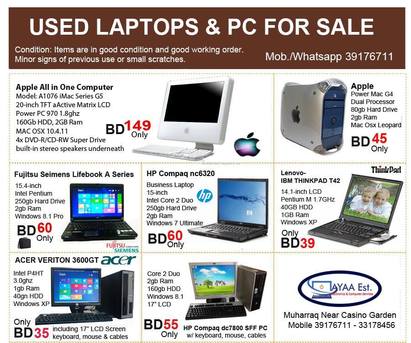 USED LAPTOPS & PC FOR SALE
Condition: Items are in good condition and good working order.
Minor signs of previous use or small scratches.
Mob./Whatsapp 39176711
Apple All in One Computer
Model: A1076 iMac Series G5
20-inch TFT aActive Matrix LCD
Power PC 970 1.8ghz
160Gb HDD, 2GB Ram
MAC OSX 10.4.11
4x DVD-R/CD-RW Super Drive
built-in stereo speakers underneath
BD149
Only
Apple
Power Mac G4
Dual Processor
80gb Hard Drive
2gb Ram
Mac Osx Leopard
BD 45
Only
Fujitsu Seimens Lifebook A Series
15.4-inch
Intel Pentium
250gb Hard Drive
2gb Ram
Windows 8.1 Pro
BD60
Only
FUJITSU
SIEMENS
HP Compaq nc6320
Business Laptop
15-inch
Intel Core 2 Duo
250gb Hard Drive
2gb Ram
Windows 7 Ultimate
hp
BD60
Only
Lenovo-
IBM THINKPAD T42
ThinkPad
14.1-inch LCD
Pentium M 1.7GHz
40GB HDD
1GB Ram
Windows XP
Only
BD39
ACER VERITON 3600GT
acer
Intel P4HT
3.0ghz
1gb Ram
40gn HDD
Windows XP
Only
BD35
including 17" LCD Screen
keyboard, mouse & cables
Core 2 Duo
2gb Ram
160gb HDD
Windows 8.1
17" LCD
BD55
Only
HP Compaq dc7800 SFF PC
w/ keyboard, mouse, cables
AYAA Est.
Muharraq Near Casino Garden
Mobile 39176711 - 33178456